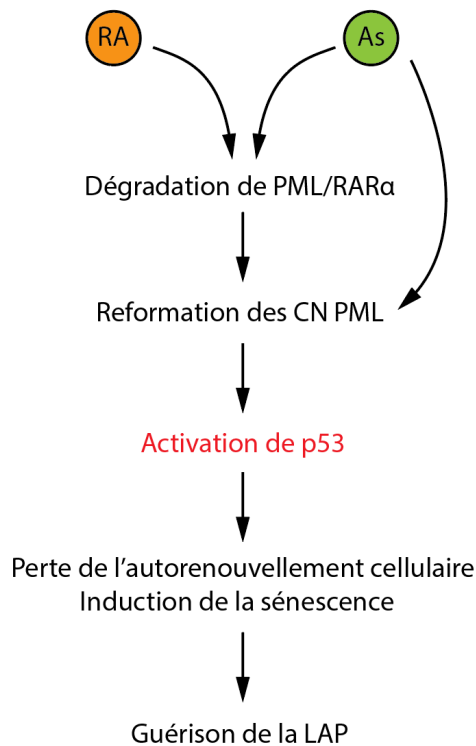 RA
As
Dégradation de PML/RARα
Reformation des CN PML
Activation de p53
Perte de l’autorenouvellement cellulaire
Induction de la sénescence
Guérison de la LAP